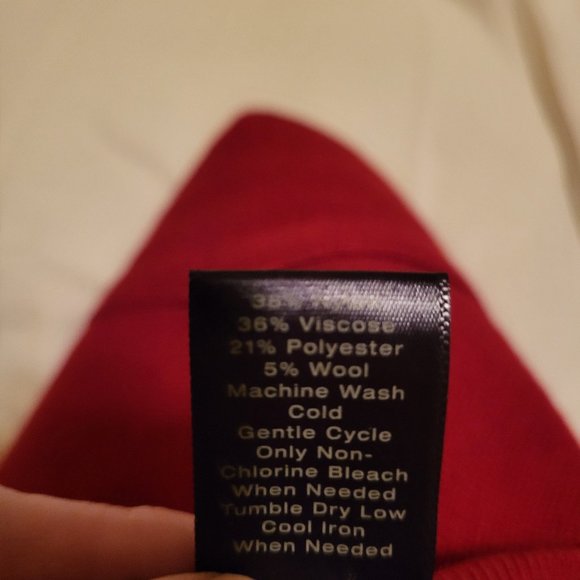 38%
36% Viscose
21% Polyester
5% Wool
Machine Wash
Cold
Gentle Cycle
Only Non-
Chlorine Bleach
When Needed
Tumble Dry Low
Cool Iron
When Needed